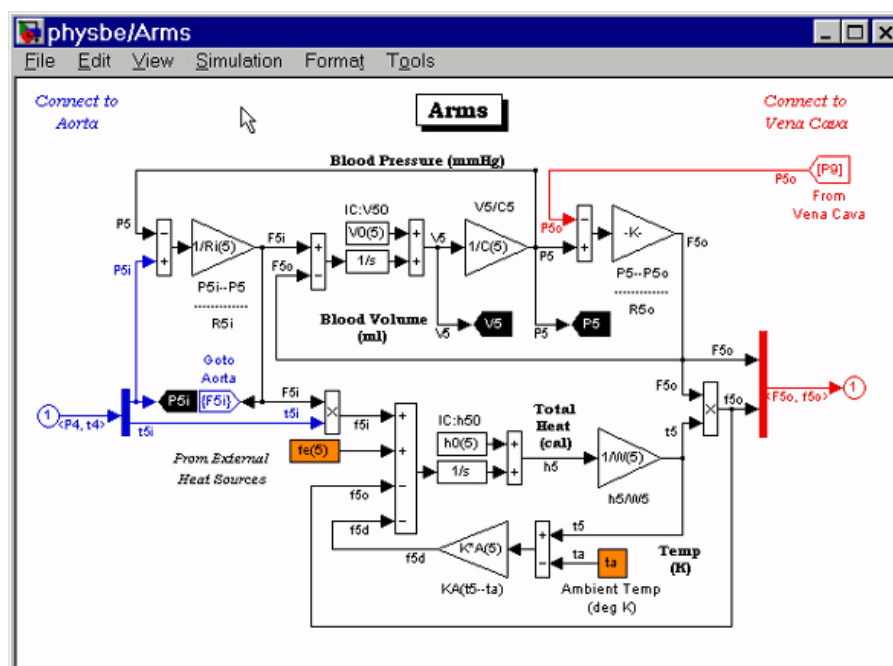 physbe/Arms
File Edit View Simulation Format Tools
Connect to
Aorta
Arms
Connect to
Vena Cava
Blood Pressure (mmHg)
P5o
[P9]
From
Vena Cava
P5
P5i
-
+
1/Ri(5)
P5i--P5
R5i
F5i
F5o
+
-
IC:V50
V0(5)
1/s
+
+
V5
V5/C5
1/C(5)
P5o
P5
-
+
-K-
P5--P5o
R5o
F5o
Blood Volume
(ml)
V5
V5
P5
P5
Goto
Aorta
P5i
{F5i}
F5i
t5i
×
f5i
1
<P4, t4>
t5i
From External
Heat Sources
fe(5)
f5o
f5d
+
+
-
-
IC:h50
h0(5)
1/s
+
+
Total
Heat
(cal)
h5
1/W(5)
h5/W5
F5o
F5o
t5
×
f5o
<F5o, f5o>
1
f5d
K*A(5)
KA(t5--ta)
+
-
t5
ta
ta
Temp
(K)
Ambient Temp
(deg K)